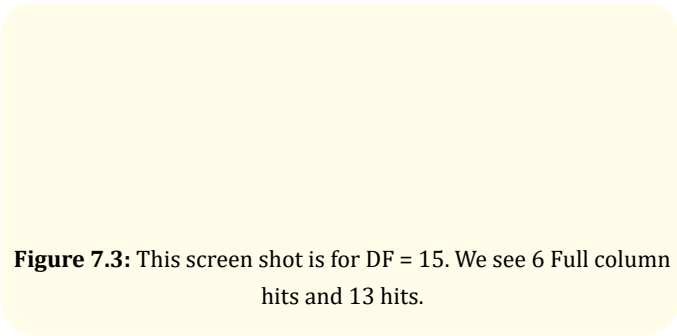 Figure 7.3: This screen shot is for DF = 15. We see 6 Full column
hits and 13 hits.